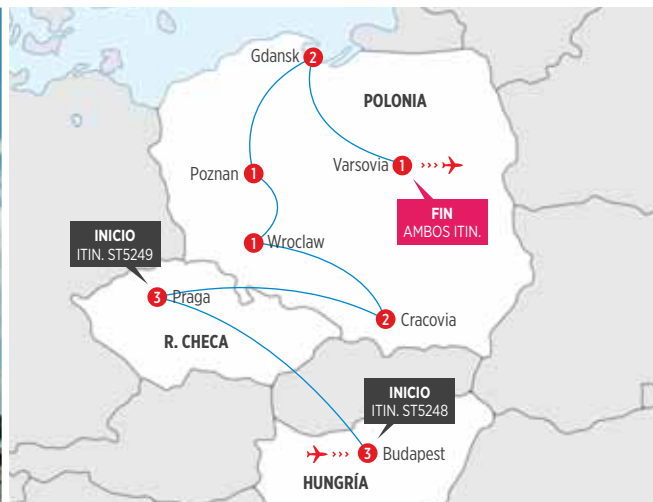 Gdansk 2
POLONIA
Varsovia 1
Poznan 1
FIN
AMBOS ITIN.
INICIO
ITIN. ST5249
1 Wroclaw
3 Praga
2 Cracovia
R. CHECA
INICIO
ITIN. ST5248
3 Budapest
HUNGRÍA